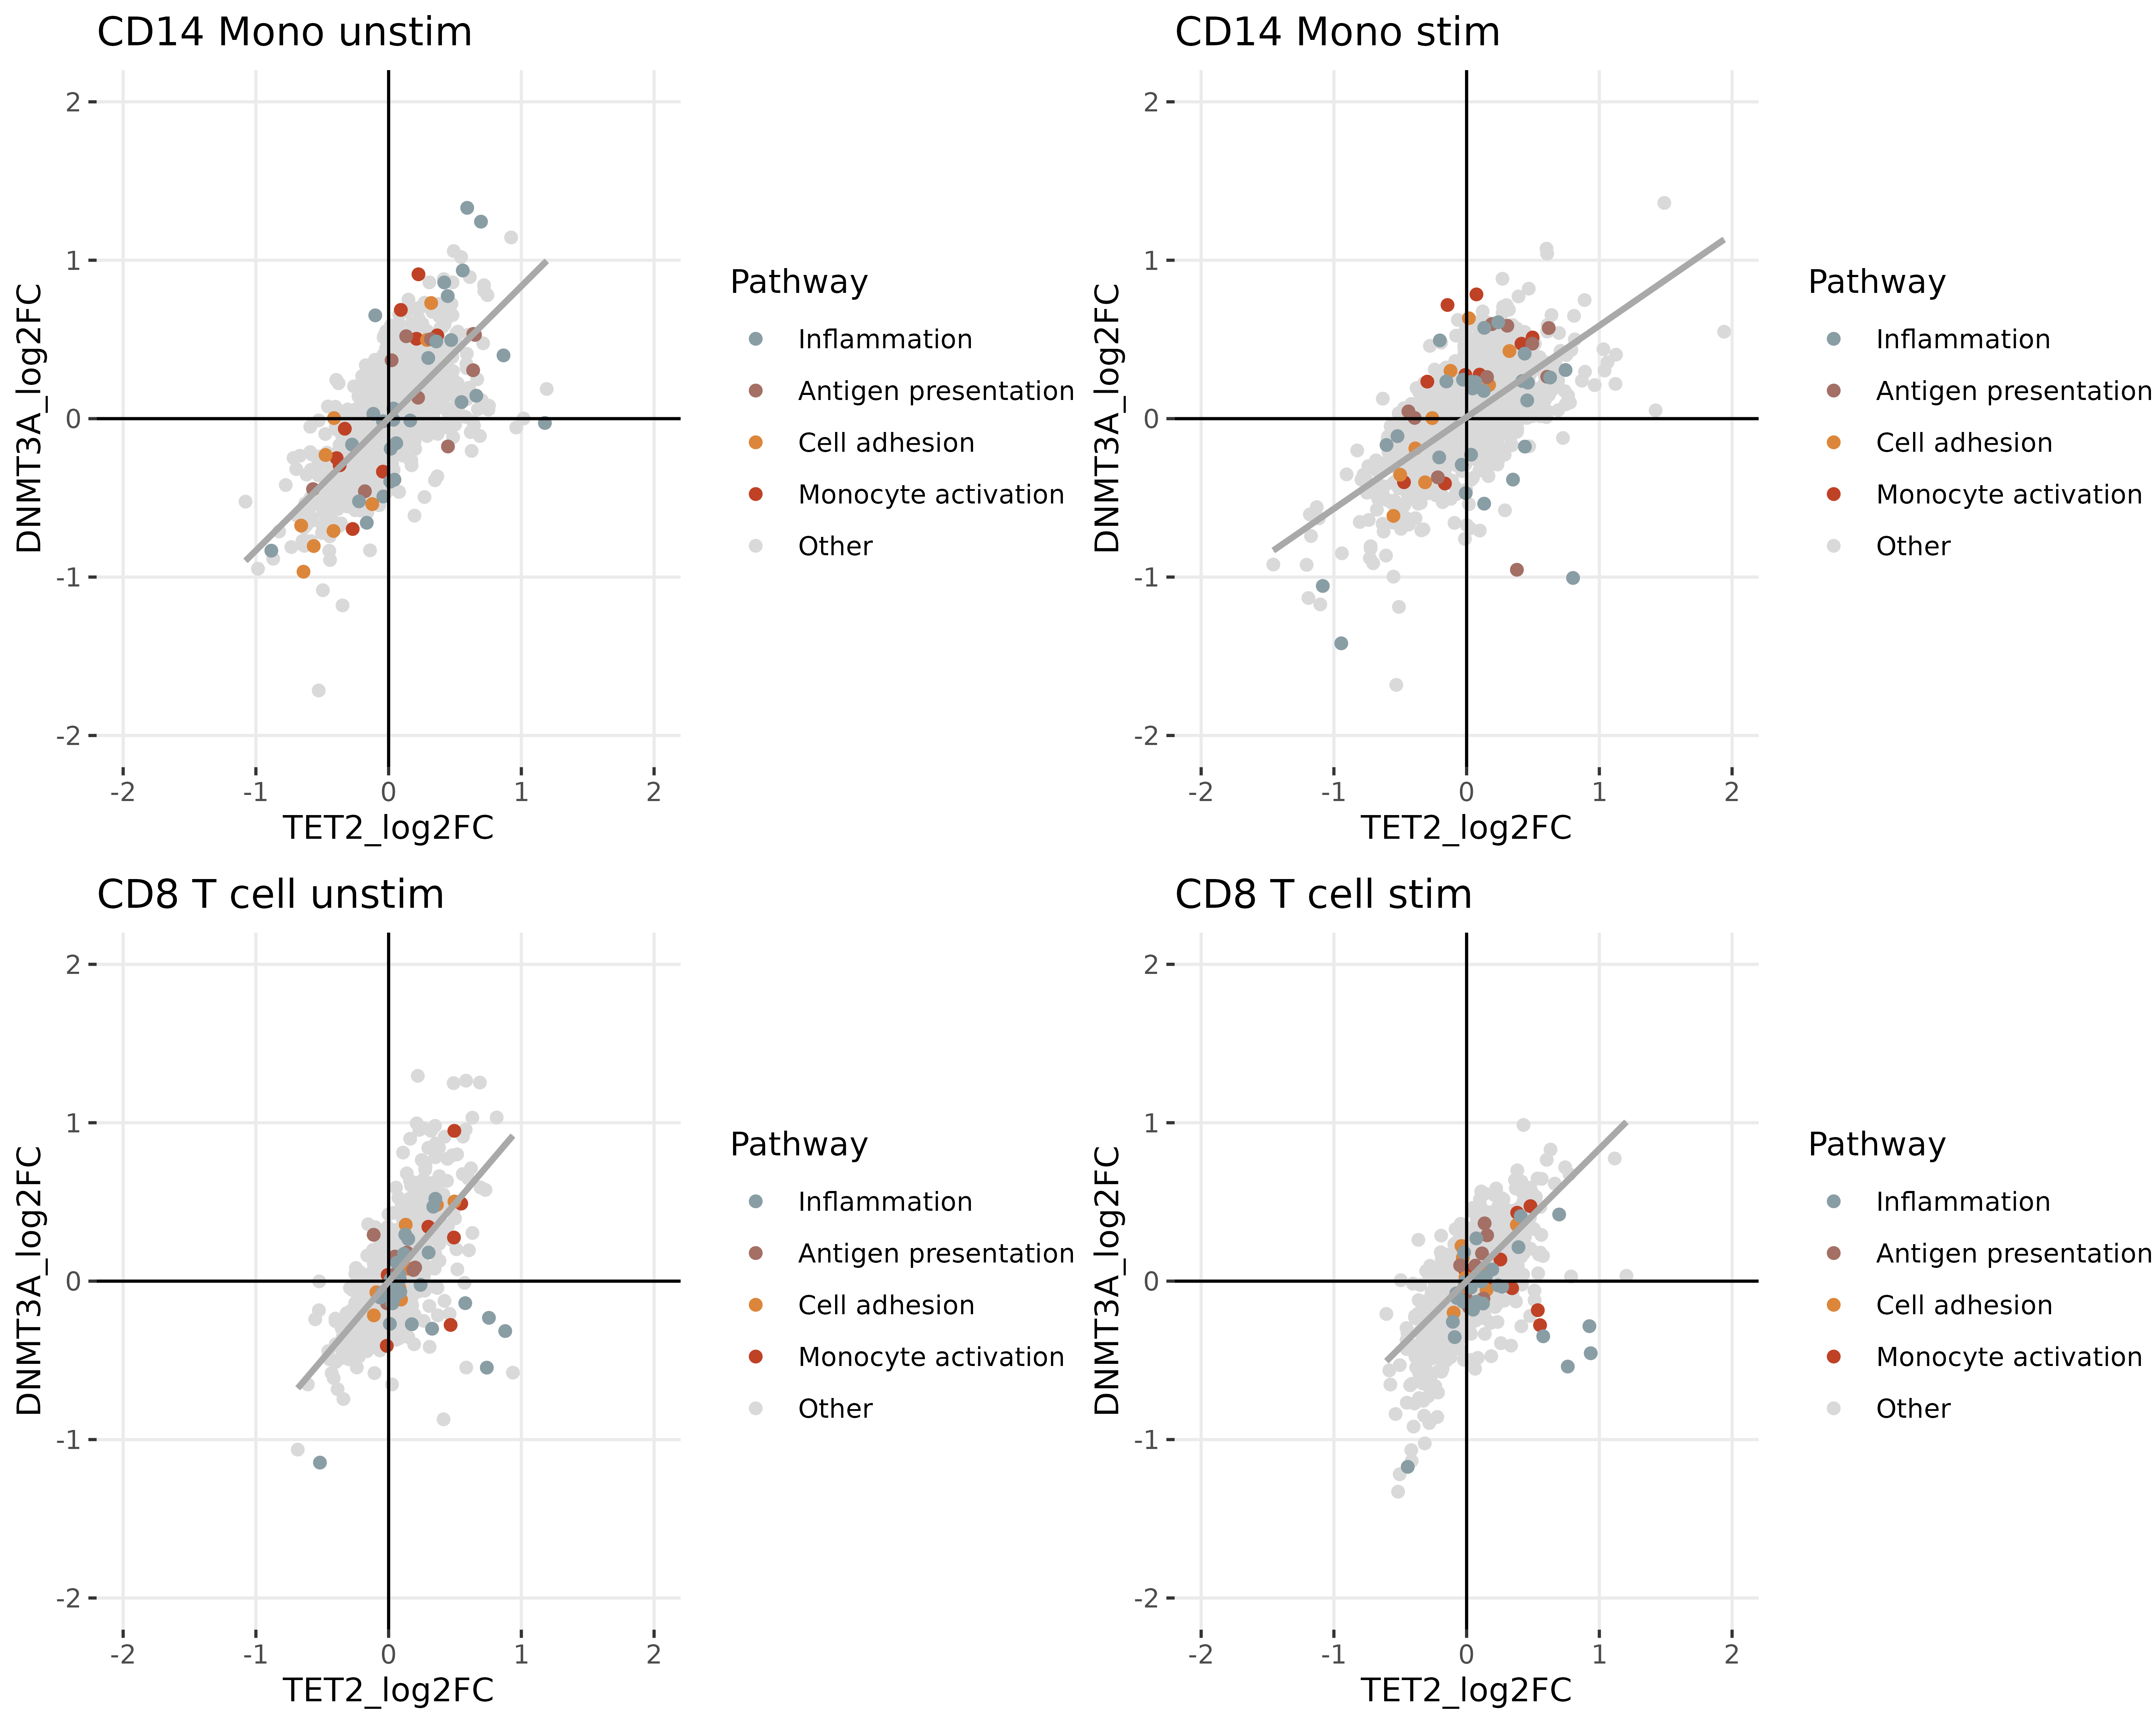 CD14 Mono unstim
2
1
0
-1
-2
-2
-1
0
1
2
TET2_log2FC
DNMT3A_log2FC
Pathway
Inflammation
Antigen presentation
Cell adhesion
Monocyte activation
Other
CD14 Mono stim
2
1
0
-1
-2
-2
-1
0
1
2
TET2_log2FC
DNMT3A_log2FC
Pathway
Inflammation
Antigen presentation
Cell adhesion
Monocyte activation
Other
CD8 T cell unstim
2
1
0
-1
-2
-2
-1
0
1
2
TET2_log2FC
DNMT3A_log2FC
Pathway
Inflammation
Antigen presentation
Cell adhesion
Monocyte activation
Other
CD8 T cell stim
2
1
0
-1
-2
-2
-1
0
1
2
TET2_log2FC
DNMT3A_log2FC
Pathway
Inflammation
Antigen presentation
Cell adhesion
Monocyte activation
Other